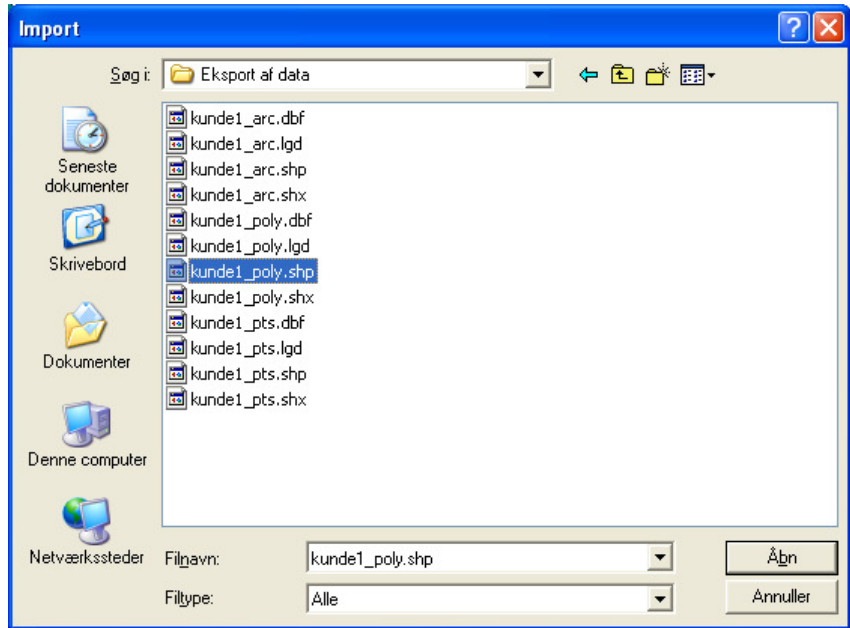 Import
Søg i:
Eksport af data
Seneste
dokumenter
Skrivebord
Dokumenter
Denne computer
Netværkssteder
kunde1_arc.dbf
kunde1_arc.lgd
kunde1_arc.shp
kunde1_arc.shx
kunde1_poly.dbf
kunde1_poly.lgd
kunde1_poly.shp
kunde1_poly.shx
kunde1_pts.dbf
kunde1_pts.lgd
kunde1_pts.shp
kunde1_pts.shx
Filnavn:
kunde1_poly.shp
Åbn
Filtype:
Alle
Annuller